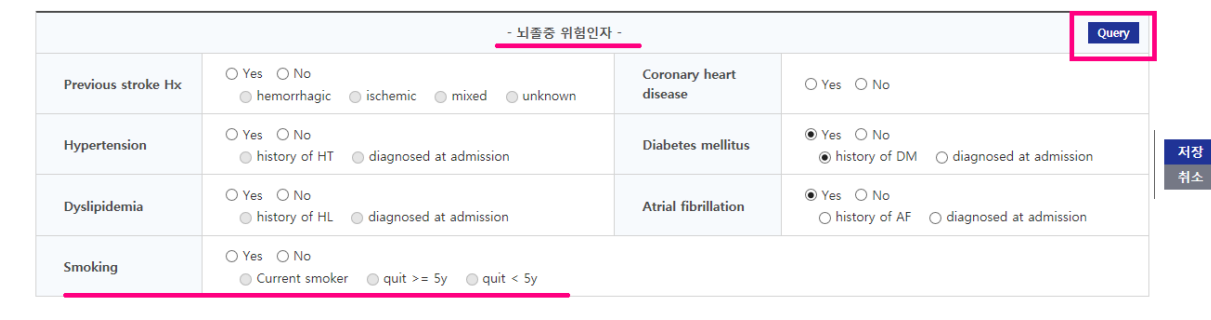 - 뇌졸중 위험인자 -
Query
Previous stroke Hx
Yes No
hemorrhagic ischemic mixed unknown
Coronary heart
disease
Yes No
Hypertension
Yes No
history of HT diagnosed at admission
Diabetes mellitus
Yes No
history of DM diagnosed at admission
Dyslipidemia
Yes No
history of HL diagnosed at admission
Atrial fibrillation
Yes No
history of AF diagnosed at admission
Smoking
Yes No
Current smoker quit >= 5y quit < 5y
저장
취소